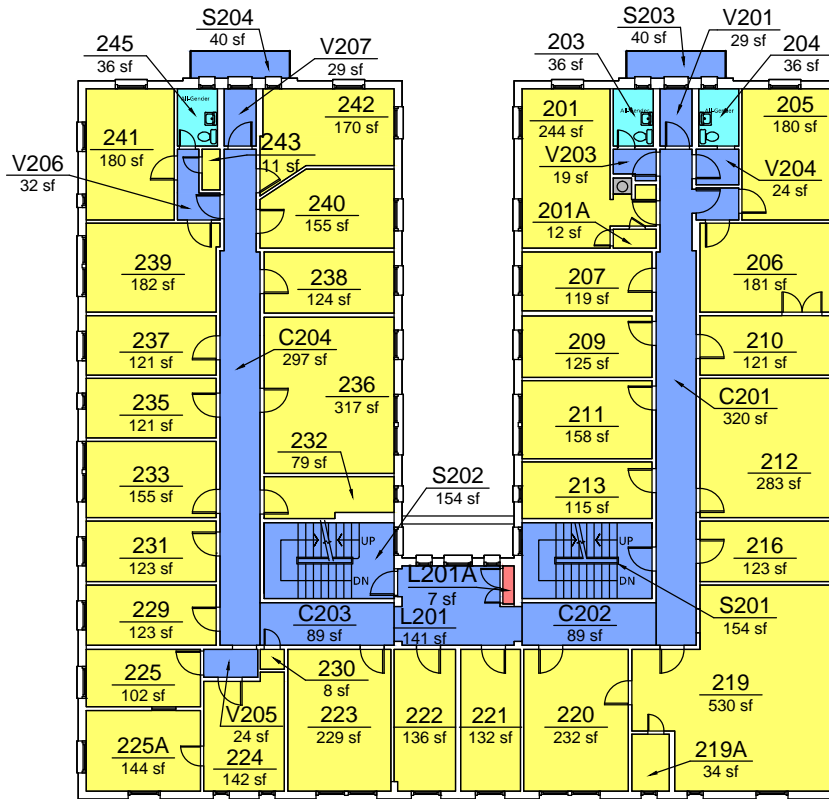 S204
40 sf
S203
40 sf
245
36 sf
V207
29 sf
203
36 sf
V201
29 sf
204
36 sf
All-Gender
All-Gender
All-Gender
241
180 sf
242
170 sf
201
244 sf
205
180 sf
243
11 sf
V206
32 sf
V203
19 sf
V204
24 sf
240
155 sf
201A
12 sf
239
182 sf
238
124 sf
207
119 sf
206
181 sf
237
121 sf
C204
297 sf
209
125 sf
210
121 sf
235
121 sf
236
317 sf
211
158 sf
C201
320 sf
233
155 sf
232
79 sf
S202
154 sf
213
115 sf
212
283 sf
231
123 sf
UP
DN
UP
DN
216
123 sf
L201A
7 sf
229
123 sf
C203
89 sf
L201
141 sf
C202
89 sf
S201
154 sf
225
102 sf
230
8 sf
V205
24 sf
223
229 sf
222
136 sf
221
132 sf
220
232 sf
219
530 sf
225A
144 sf
224
142 sf
219A
34 sf